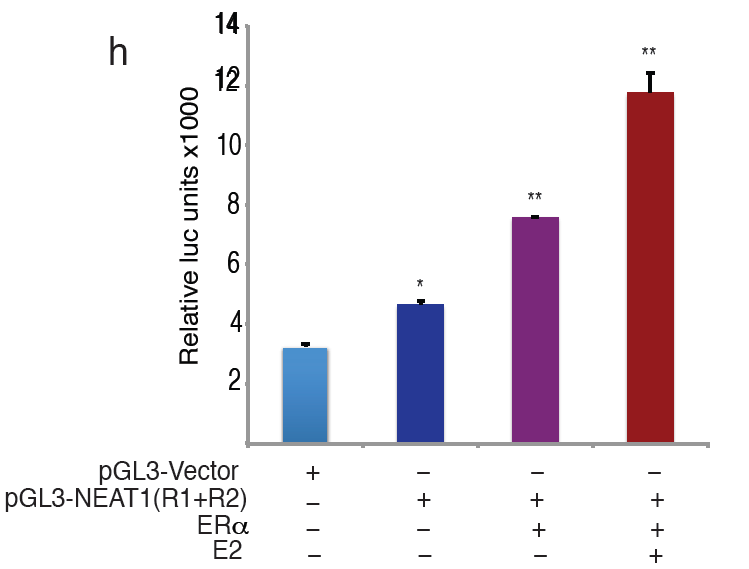 h
Relative luc units x1000
14
12
10
8
6
4
2
*
**
**
pGL3-Vector + – – –
pGL3-NEAT1(R1+R2) – + + +
ERα – – + +
E2 – – – +